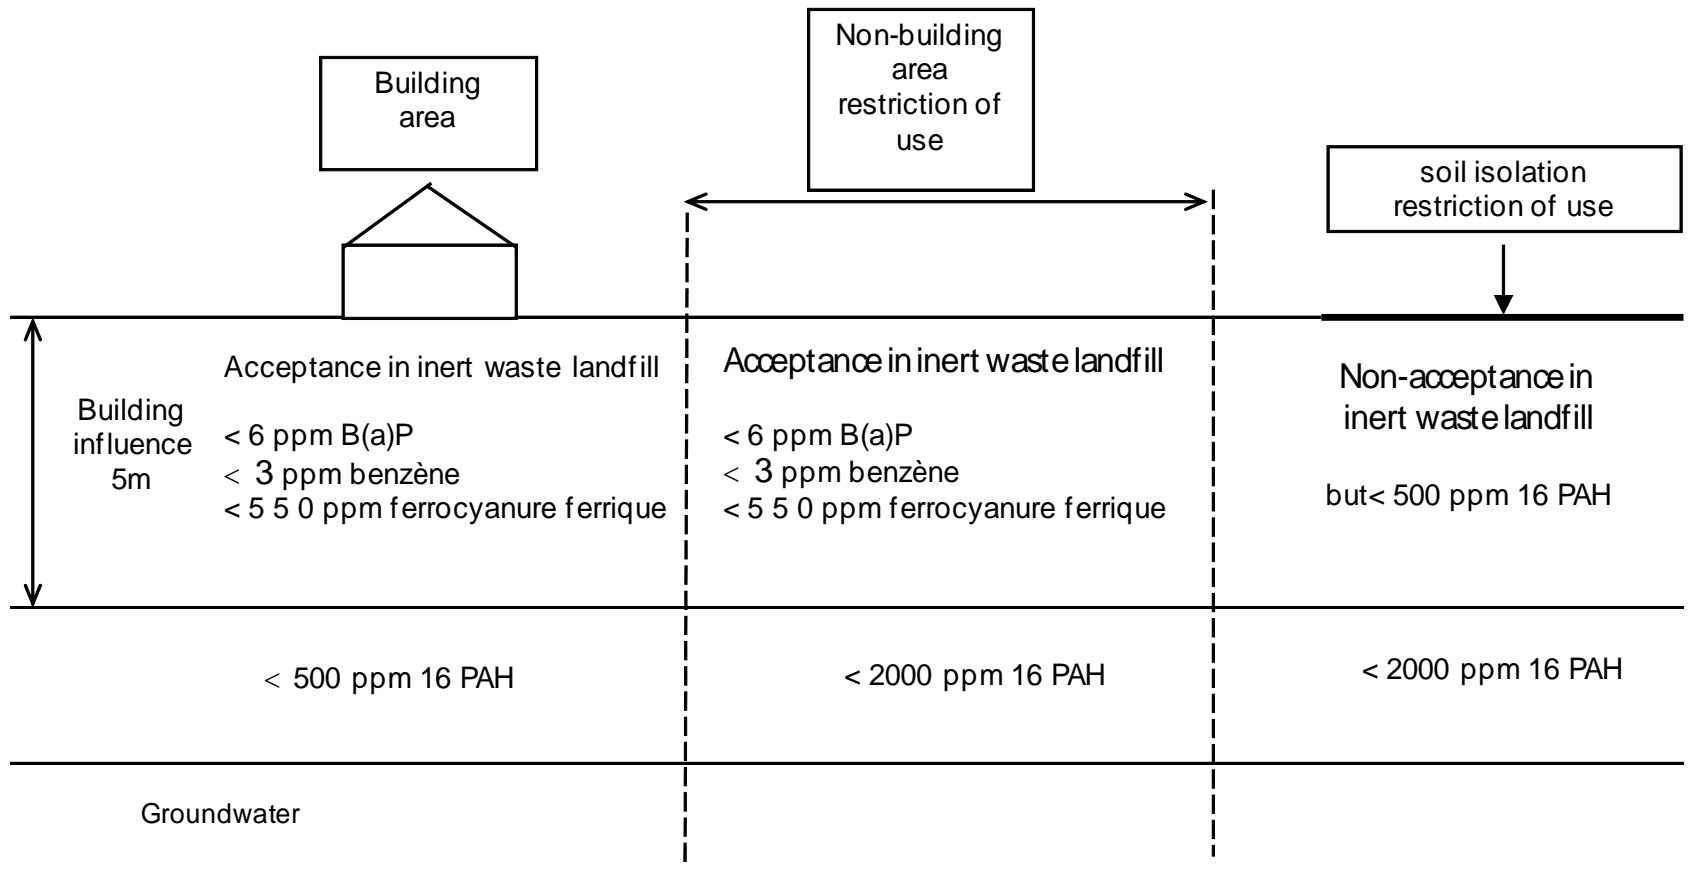 Building
area
Non-building
area
restriction of
use
soil isolation
restriction of use
Building
influence
5m
Acceptance in inert waste landfill
< 6 ppm B(a)P
< 3 ppm benzène
< 5 5 0 ppm ferrocyanure ferrique
Acceptance in inert waste landfill
< 6 ppm B(a)P
< 3 ppm benzène
< 5 5 0 ppm ferrocyanure ferrique
Non-acceptance in
inert waste landfill
but< 500 ppm 16 PAH
< 500 ppm 16 PAH
< 2000 ppm 16 PAH
< 2000 ppm 16 PAH
Groundwater